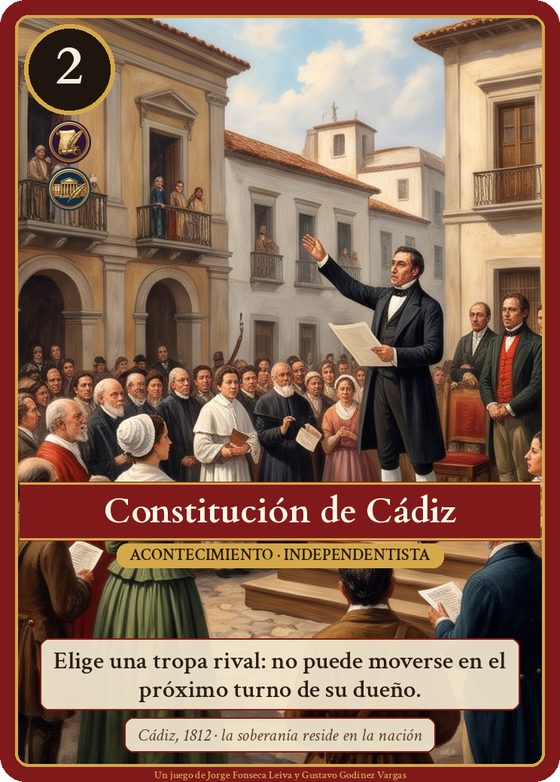 2
Constitución de Cádiz
ACONTECIMIENTO · INDEPENDENTISTA
Elige una tropa rival: no puede moverse en el
próximo turno de su dueño.
Cádiz, 1812 · la soberanía reside en la nación
Un juego de Jorge Fonseca Leiva y Gustavo Godínez Vargas